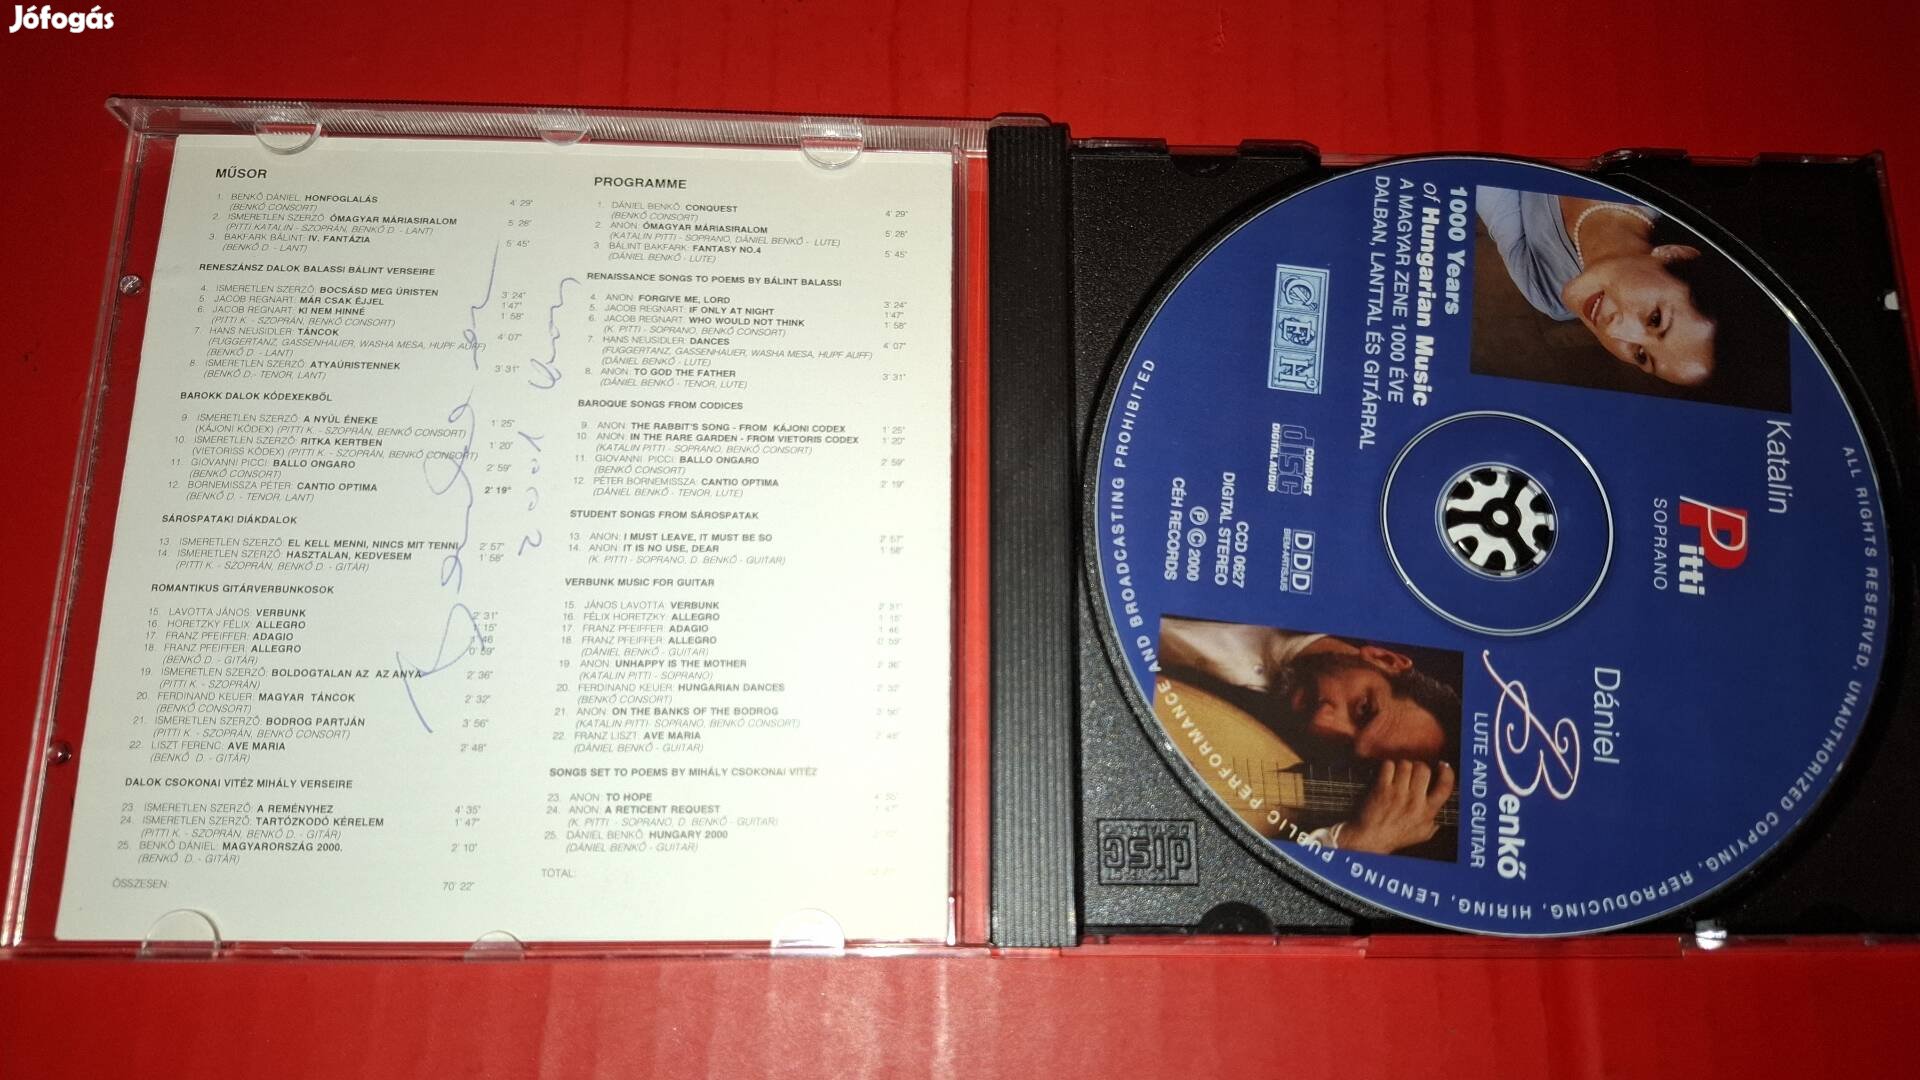 Jófogás
MŰSOR
1. BENKŐ DÁNIEL: HONFOGLALÁS 4' 29"
(BENKŐ CONSORT)
2. ISMERETLEN SZERZŐ: ÓMAGYAR MÁRIASIRALOM 5' 28"
(PITTI KATALIN - SZOPRÁN, BENKŐ D. - LANT)
3. BAKFARK BÁLINT: IV. FANTÁZIA 5' 45'
(BENKŐ D. - LANT)
RENESZÁNSZ DALOK BALASSI BÁLINT VERSEIRE
4. ISMERETLEN SZERZŐ: BOCSÁSD MEG ÚRISTEN 3' 24"
5. JACOB REGNART: MÁR CSAK ÉJJEL 1'47"
6. JACOB REGNART: KI NEM HINNÉ 1' 58"
(PITTI K. - SZOPRÁN, BENKŐ CONSORT)
7. HANS NEUSIDLER: TÁNCOK 4' 07"
(FUGGERTANZ, GASSENHAUER, WASHA MESA, HUPF AUFF)
(BENKŐ D. - LANT)
8. ISMERETLEN SZERZŐ: ATYAÚRISTENNEK 3' 31"
(BENKŐ D.- TENOR, LANT)
BAROKK DALOK KÓDEXEKBŐL
9. ISMERETLEN SZERZŐ: A NYÚL ÉNEKE 1' 25"
(KÁJONI KÓDEX) (PITTI K. - SZOPRÁN, BENKŐ CONSORT)
10. ISMERETLEN SZERZŐ: RITKA KERTBEN 1' 20"
(VIETORISS KÓDEX) (PITTI K. - SZOPRÁN, BENKŐ CONSORT)
11. GIOVANNI PICCI: BALLO ONGARO 2' 59"
(BENKŐ CONSORT)
12. BORNEMISSZA PÉTER: CANTIO OPTIMA 2' 19"
(BENKŐ D. - TENOR, LANT)
SÁROSPATAKI DIÁKDALOK
13. ISMERETLEN SZERZŐ: EL KELL MENNI, NINCS MIT TENNI 2' 57"
14. ISMERETLEN SZERZŐ: HASZTALAN, KEDVESEM 1' 58"
(PITTI K. - SZOPRÁN, BENKŐ D. - GITÁR)
ROMANTIKUS GITÁRVERBUNKOSOK
15. LAVOTTA JÁNOS: VERBUNK 2' 31"
16. HORETZKY FÉLIX: ALLEGRO 1' 15"
17. FRANZ PFEIFFER: ADAGIO 1' 46
18. FRANZ PFEIFFER: ALLEGRO 0' 59"
(BENKŐ D. - GITÁR)
19. ISMERETLEN SZERZŐ: BOLDOGTALAN AZ AZ ANYA 2' 36"
(PITTI K. - SZOPRÁN)
20. FERDINAND KEUER: MAGYAR TÁNCOK 2' 32"
(BENKŐ CONSORT)
21. ISMERETLEN SZERZŐ: BODROG PARTJÁN 3' 56"
(PITTI K. - SZOPRÁN, BENKŐ CONSORT)
22. LISZT FERENC: AVE MARIA 2' 48"
(BENKŐ D. - GITÁR)
DALOK CSOKONAI VITÉZ MIHÁLY VERSEIRE
23. ISMERETLEN SZERZŐ: A REMÉNYHEZ 4' 35"
24. ISMERETLEN SZERZŐ: TARTÓZKODÓ KÉRELEM 1' 47"
(PITTI K. - SZOPRÁN, BENKŐ D. - GITÁR)
25. BENKŐ DÁNIEL: MAGYARORSZÁG 2000. 2' 10"
(BENKŐ D. - GITÁR)
ÖSSZESEN: 70' 22"
PROGRAMME
1. DÁNIEL BENKŐ: CONQUEST 4' 29"
(BENKŐ CONSORT)
2. ANON: ÓMAGYAR MÁRIASIRALOM 5' 28"
(KATALIN PITTI - SOPRANO, DÁNIEL BENKŐ - LUTE)
3 BÁLINT BAKFARK: FANTASY NO.4 5' 45"
(DÁNIEL BENKŐ - LUTE)
RENAISSANCE SONGS TO POEMS BY BÁLINT BALASSI
4. ANON: FORGIVE ME, LORD 3' 24"
5. JACOB REGNART: IF ONLY AT NIGHT 1'47"
6. JACOB REGNART: WHO WOULD NOT THINK 1' 58"
(K. PITTI - SOPRANO, BENKŐ CONSORT)
7. HANS NEUSIDLER: DANCES 4' 07"
(FUGGERTANZ, GASSENHAUER, WASHA MESA, HUPF AUFF)
(DÁNIEL BENKŐ - LUTE)
8. ANON: TO GOD THE FATHER 3' 31"
(DÁNIEL BENKŐ - TENOR, LUTE)
BAROQUE SONGS FROM CODICES
9. ANON: THE RABBIT'S SONG - FROM KÁJONI CODEX 1' 25"
10. ANON: IN THE RARE GARDEN - FROM VIETORIS CODEX 1' 20"
(KATALIN PITTI - SOPRANO, BENKŐ CONSORT)
11. GIOVANNI PICCI: BALLO ONGARO 2' 59"
(BENKŐ CONSORT)
12. PÉTER BORNEMISSZA: CANTIO OPTIMA 2' 19"
(DÁNIEL BENKŐ - TENOR, LUTE)
STUDENT SONGS FROM SÁROSPATAK
13. ANON: I MUST LEAVE, IT MUST BE SO 2' 57"
14. ANON: IT IS NO USE, DEAR 1' 58"
(K. PITTI - SOPRANO, D. BENKŐ - GUITAR)
VERBUNK MUSIC FOR GUITAR
15. JÁNOS LAVOTTA: VERBUNK 2' 31"
16. FÉLIX HORETZKY: ALLEGRO 1' 15"
17. FRANZ PFEIFFER: ADAGIO 1' 46
18. FRANZ PFEIFFER: ALLEGRO 0' 59"
(DÁNIEL BENKŐ - GUITAR)
19. ANON: UNHAPPY IS THE MOTHER 2' 36"
(KATALIN PITTI - SOPRANO)
20. FERDINAND KEUER: HUNGARIAN DANCES 2' 32"
(BENKŐ CONSORT)
21. ANON: ON THE BANKS OF THE BODROG 3' 56"
(KATALIN PITTI- SOPRANO, BENKŐ CONSORT)
22. FRANZ LISZT: AVE MARIA 2' 48"
(DÁNIEL BENKŐ - GUITAR)
SONGS SET TO POEMS BY MIHÁLY CSOKONAI VITÉZ
23. ANON: TO HOPE
24. ANON: A RETICENT REQUEST 1' 47"
(K. PITTI - SOPRANO, D. BENKŐ - GUITAR)
25. DÁNIEL BENKŐ: HUNGARY 2000
(DÁNIEL BENKŐ - GUITAR)
TOTAL:
2001
1000 Years
of Hungarian Music
A MAGYAR ZENE 1000 ÉVE
DALBAN, LANTTAL ÉS GITÁRRAL
Katalin
Pitti
SOPRANO
Dániel
Benkő
LUTE AND GUITAR
CEH
COMPACT
disc
DIGITAL AUDIO
DDD
BIEM-ARTISJUS
CCD 0627
DIGITAL STEREO
Ⓟ © 2000
CÉH RECORDS
ALL RIGHTS RESERVED, UNAUTHORIZED COPYING, REPRODUCING, HIRING, LENDING, PUBLIC PERFORMANCE AND BROADCASTING PROHIBITED
disc